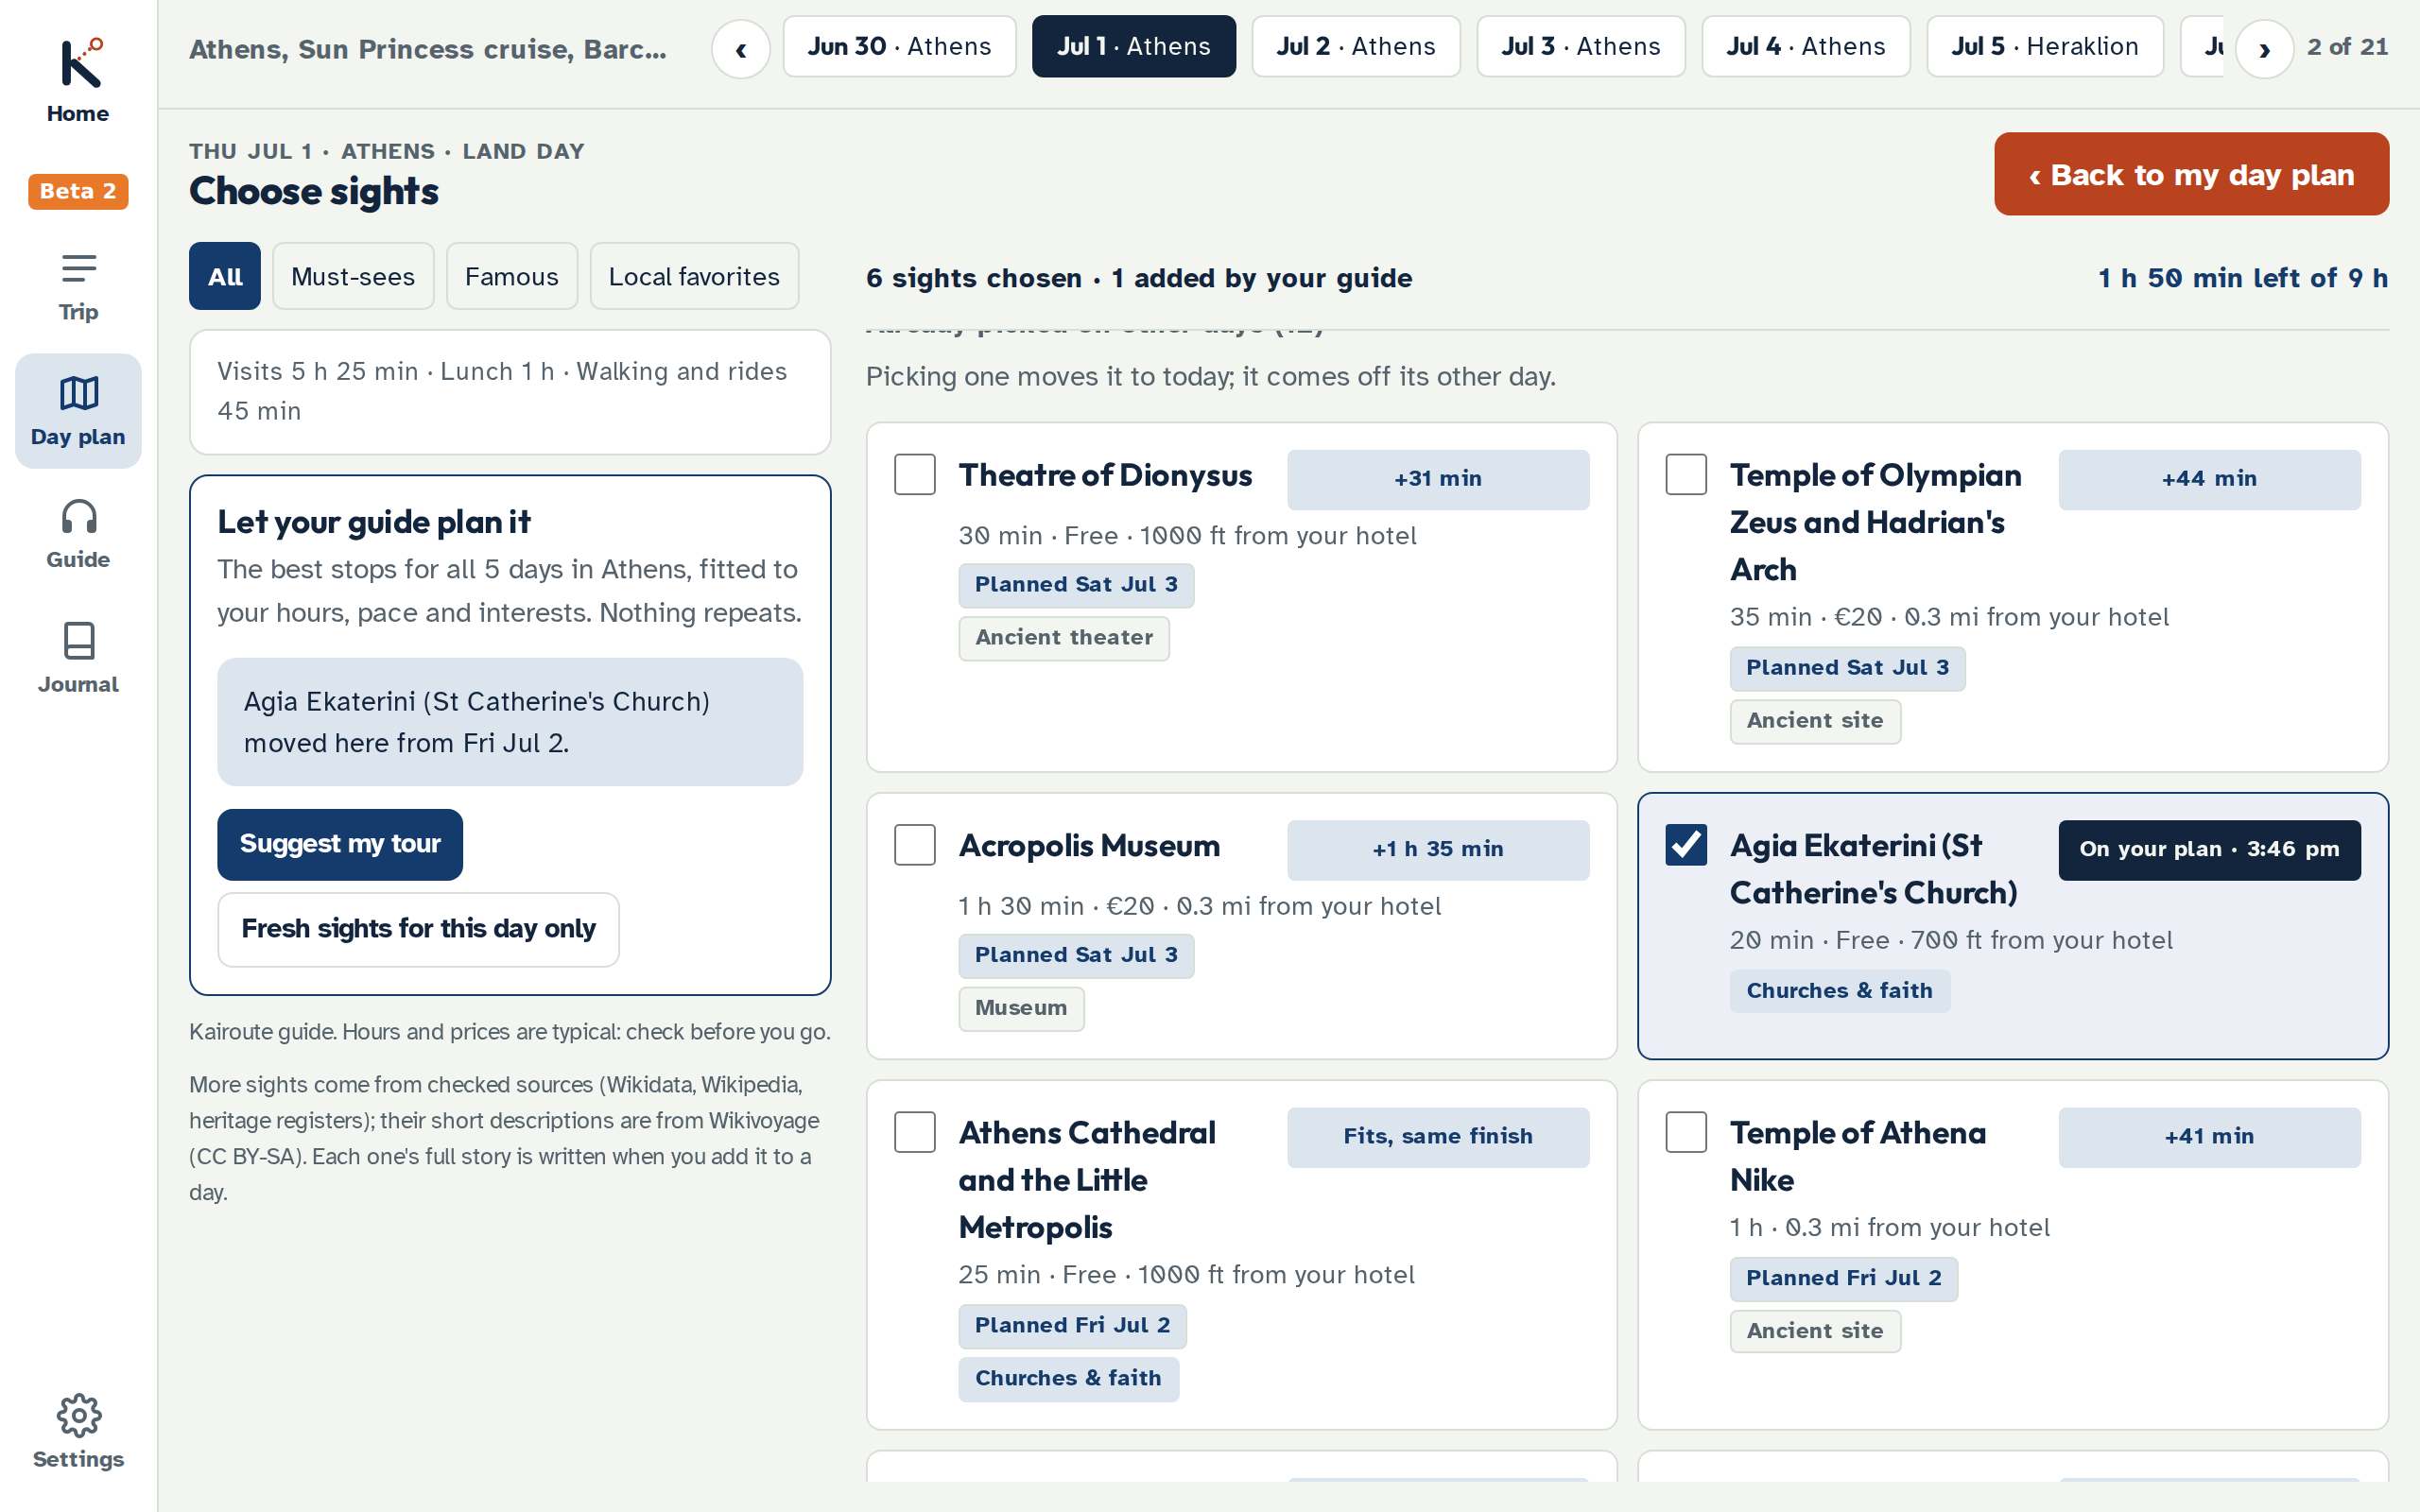 Home
Beta 2
Trip
Day plan
Guide
Journal
Settings
Athens, Sun Princess cruise, Barc...
‹
Jun 30 · Athens
Jul 1 · Athens
Jul 2 · Athens
Jul 3 · Athens
Jul 4 · Athens
Jul 5 · Heraklion
›
2 of 21
THU JUL 1 · ATHENS · LAND DAY
Choose sights
‹ Back to my day plan
All
Must-sees
Famous
Local favorites
Visits 5 h 25 min · Lunch 1 h · Walking and rides
45 min
Let your guide plan it
The best stops for all 5 days in Athens, fitted to
your hours, pace and interests. Nothing repeats.
Agia Ekaterini (St Catherine's Church)
moved here from Fri Jul 2.
Suggest my tour
Fresh sights for this day only
Kairoute guide. Hours and prices are typical: check before you go.
More sights come from checked sources (Wikidata, Wikipedia,
heritage registers); their short descriptions are from Wikivoyage
(CC BY-SA). Each one's full story is written when you add it to a
day.
6 sights chosen · 1 added by your guide
1 h 50 min left of 9 h
Picking one moves it to today; it comes off its other day.
Theatre of Dionysus
+31 min
30 min · Free · 1000 ft from your hotel
Planned Sat Jul 3
Ancient theater
Temple of Olympian
Zeus and Hadrian's
Arch
+44 min
35 min · €20 · 0.3 mi from your hotel
Planned Sat Jul 3
Ancient site
Acropolis Museum
+1 h 35 min
1 h 30 min · €20 · 0.3 mi from your hotel
Planned Sat Jul 3
Museum
Agia Ekaterini (St
Catherine's Church)
On your plan · 3:46 pm
20 min · Free · 700 ft from your hotel
Churches & faith
Athens Cathedral
and the Little
Metropolis
Fits, same finish
25 min · Free · 1000 ft from your hotel
Planned Fri Jul 2
Churches & faith
Temple of Athena
Nike
+41 min
1 h · 0.3 mi from your hotel
Planned Fri Jul 2
Ancient site